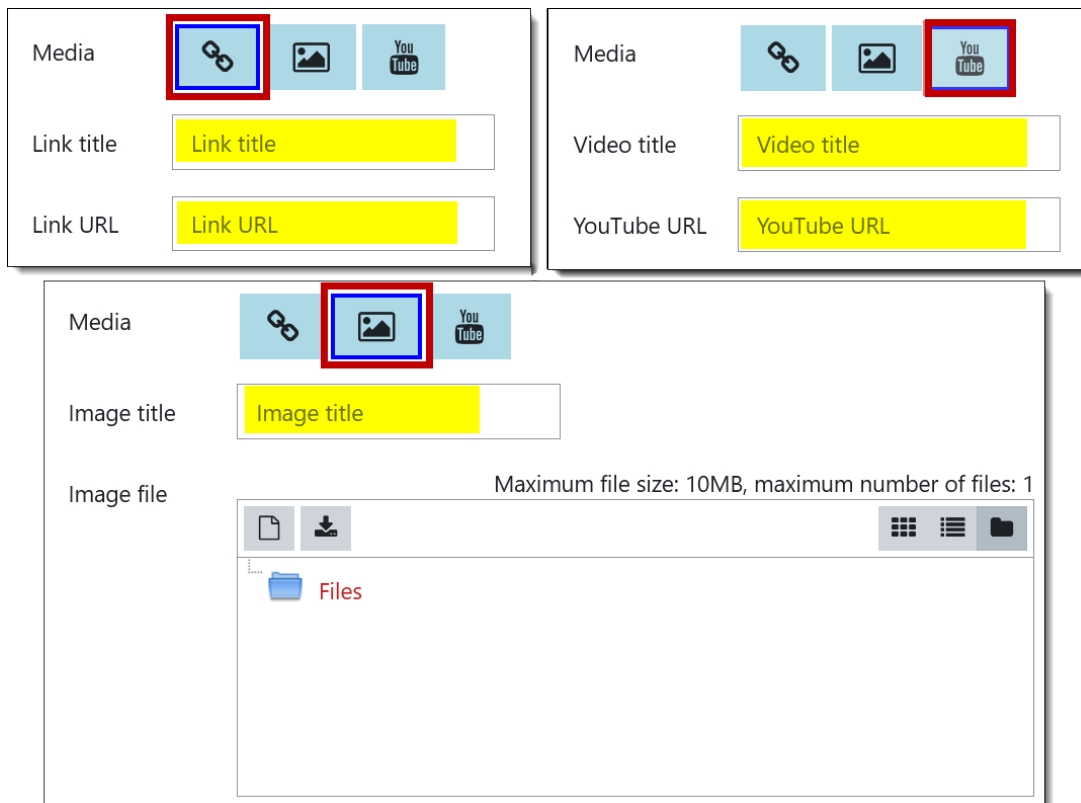 Media
You
Tube
Link title
Link title
Link URL
Link URL
Media
You
Tube
Video title
Video title
YouTube URL
YouTube URL
Media
You
Tube
Image title
Image title
Image file
Maximum file size: 10MB, maximum number of files: 1
Files